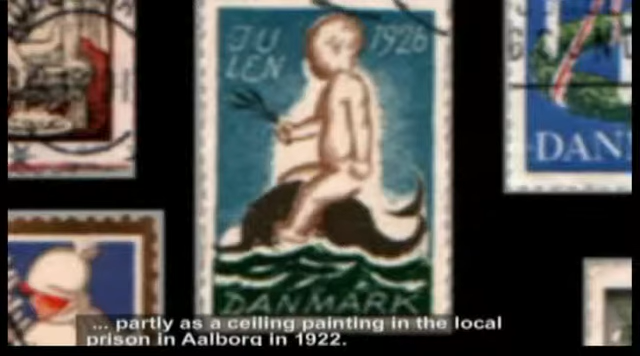 JU
LEN
1926
DANMARK
DAN
... partly as a ceiling painting in the local
prison in Aalborg in 1922.